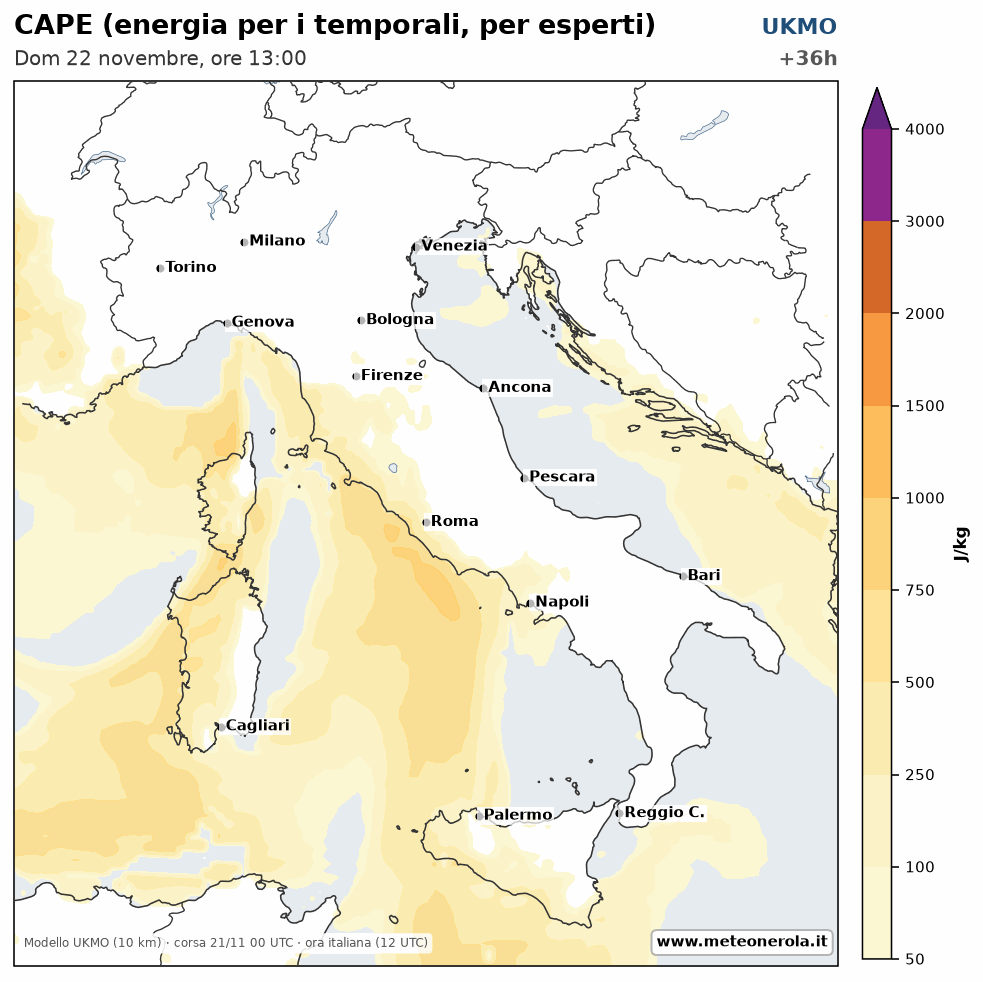 CAPE (energia per i temporali, per esperti)
UKMO
Dom 22 novembre, ore 13:00
+36h
4000
3000
2000
1500
1000
750
500
250
100
50
J/kg
Milano
Venezia
Torino
Genova
Bologna
Firenze
Ancona
Pescara
Roma
Bari
Napoli
Cagliari
Palermo
Reggio C.
Modello UKMO (10 km) · corsa 21/11 00 UTC · ora italiana (12 UTC)
www.meteonerola.it